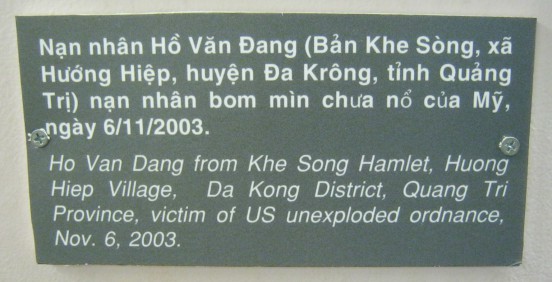 Nạn nhân Hồ Văn Đang (Bản Khe Sòng, xã
Hướng Hiệp, huyện Đa Krông, tỉnh Quảng
Trị) nạn nhân bom mìn chưa nổ của Mỹ,
ngày 6/11/2003.
Ho Van Dang from Khe Song Hamlet, Huong
Hiep Village, Da Kong District, Quang Tri
Province, victim of US unexploded ordnance,
Nov. 6, 2003.